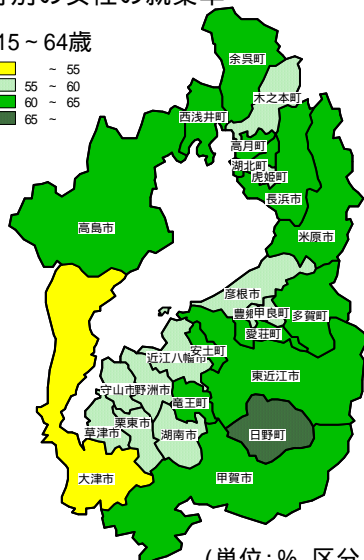 別の女性の就業率
15～64歳
～ 55
55 ～ 60
60 ～ 65
65 ～
余呉町
木之本町
西浅井町
高月町
湖北町
虎姫町
長浜市
高島市
米原市
彦根市
豊郷
甲良町
多賀町
愛荘町
近江八幡市
安土町
東近江市
守山市
野洲市
竜王町
栗東市
草津市
湖南市
日野町
大津市
甲賀市
(単位：％ 区分